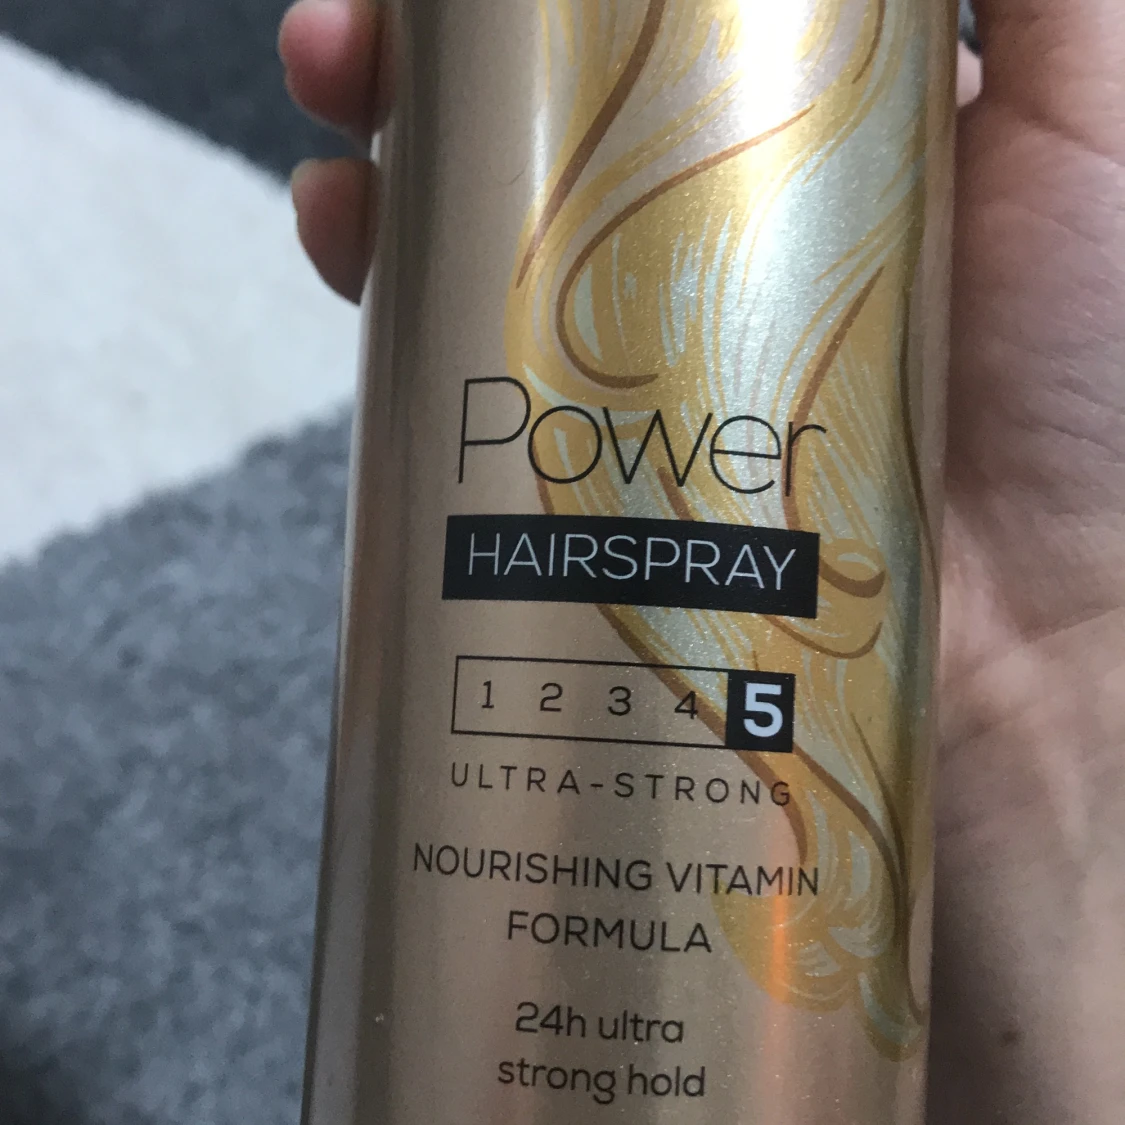 Power
HAIRSPRAY
1 2 3 4 5
ULTRA-STRONG
NOURISHING VITAMIN
FORMULA
24h ultra
strong hold